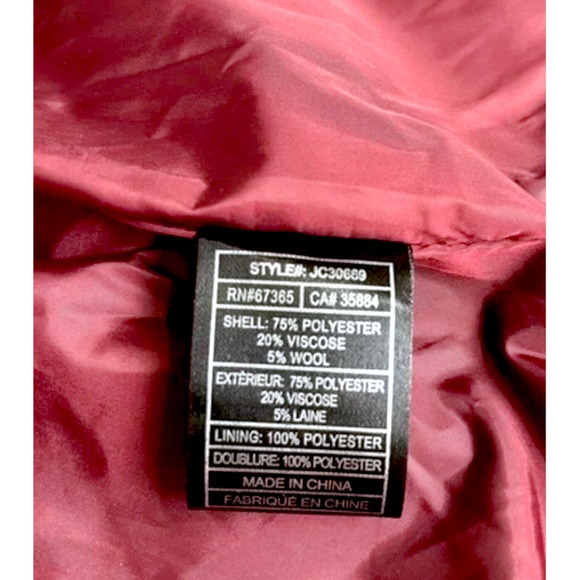 STYLE#: JC30669
RN#67365 CA# 35884
SHELL: 75% POLYESTER
20% VISCOSE
5% WOOL
EXTÉRIEUR: 75% POLYESTER
20% VISCOSE
5% LAINE
LINING: 100% POLYESTER
DOUBLURE: 100% POLYESTER
MADE IN CHINA
FABRIQUÉ EN CHINE